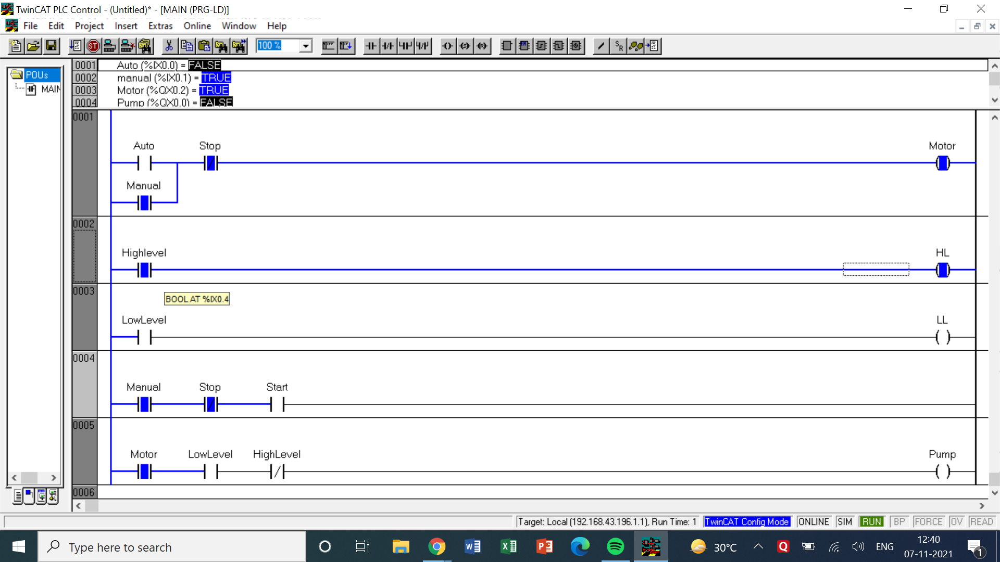 TwinCAT PLC Control - (Untitled)* - [MAIN (PRG-LD)]
File Edit Project Insert Extras Online Window Help
100 %
POUs
MAIN
0001 Auto (%IX0.0) = FALSE
0002 manual (%IX0.1) = TRUE
0003 Motor (%QX0.2) = TRUE
0004 Pump (%QX0.0) = FALSE
0001
Auto Stop Motor
Manual
0002
Highlevel HL
0003
BOOL AT %IX0.4
LowLevel LL
0004
Manual Stop Start
0005
Motor LowLevel HighLevel Pump
0006
Target: Local (192.168.43.196.1.1), Run Time: 1 TwinCAT Config Mode ONLINE SIM RUN BP FORCE OV READ
Type here to search
30°C ENG 12:40
07-11-2021
1